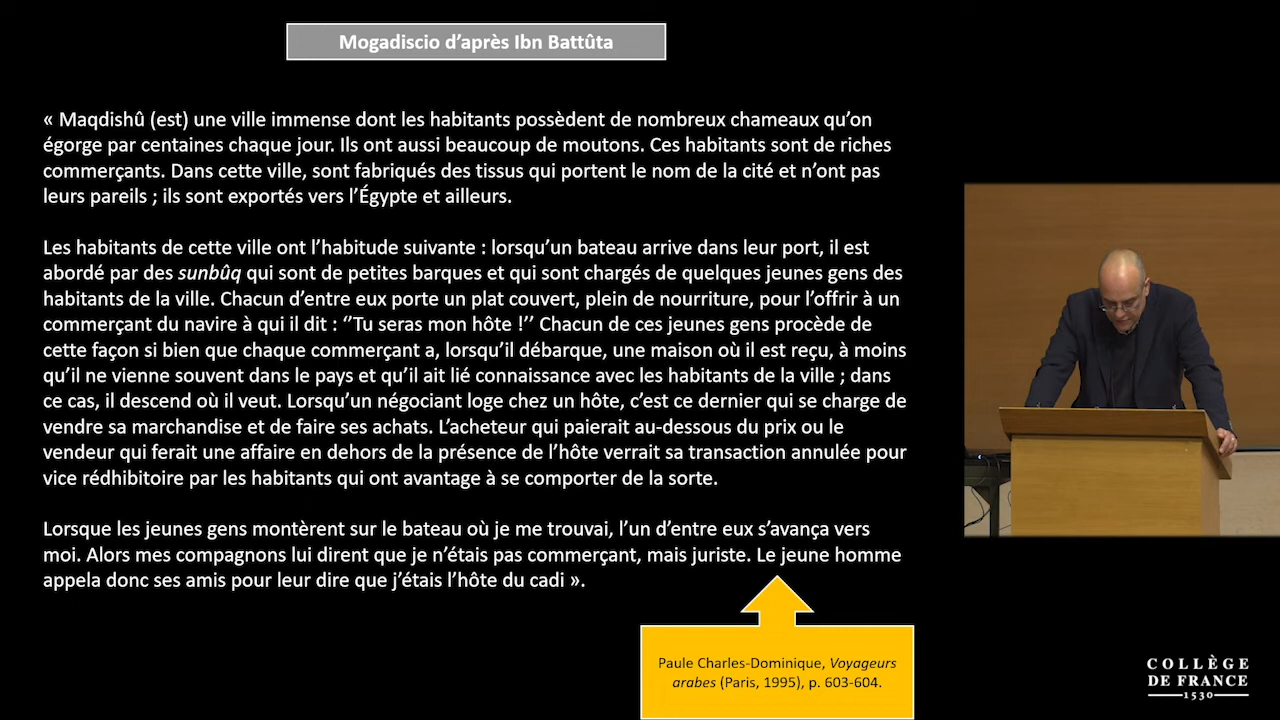 Mogadiscio d’après Ibn Battûta
« Maqdishû (est) une ville immense dont les habitants possèdent de nombreux chameaux qu’on
égorge par centaines chaque jour. Ils ont aussi beaucoup de moutons. Ces habitants sont de riches
commerçants. Dans cette ville, sont fabriqués des tissus qui portent le nom de la cité et n’ont pas
leurs pareils ; ils sont exportés vers l’Égypte et ailleurs.
Les habitants de cette ville ont l’habitude suivante : lorsqu’un bateau arrive dans leur port, il est
abordé par des sunbûq qui sont de petites barques et qui sont chargés de quelques jeunes gens des
habitants de la ville. Chacun d’entre eux porte un plat couvert, plein de nourriture, pour l’offrir à un
commerçant du navire à qui il dit : ‘’Tu seras mon hôte !’’ Chacun de ces jeunes gens procède de
cette façon si bien que chaque commerçant a, lorsqu’il débarque, une maison où il est reçu, à moins
qu’il ne vienne souvent dans le pays et qu’il ait lié connaissance avec les habitants de la ville ; dans
ce cas, il descend où il veut. Lorsqu’un négociant loge chez un hôte, c’est ce dernier qui se charge de
vendre sa marchandise et de faire ses achats. L’acheteur qui paierait au-dessous du prix ou le
vendeur qui ferait une affaire en dehors de la présence de l’hôte verrait sa transaction annulée pour
vice rédhibitoire par les habitants qui ont avantage à se comporter de la sorte.
Lorsque les jeunes gens montèrent sur le bateau où je me trouvai, l’un d’entre eux s’avança vers
moi. Alors mes compagnons lui dirent que je n’étais pas commerçant, mais juriste. Le jeune homme
appela donc ses amis pour leur dire que j’étais l’hôte du cadi ».
Paule Charles-Dominique, Voyageurs
arabes (Paris, 1995), p. 603-604.
COLLÈGE
DE FRANCE
1530